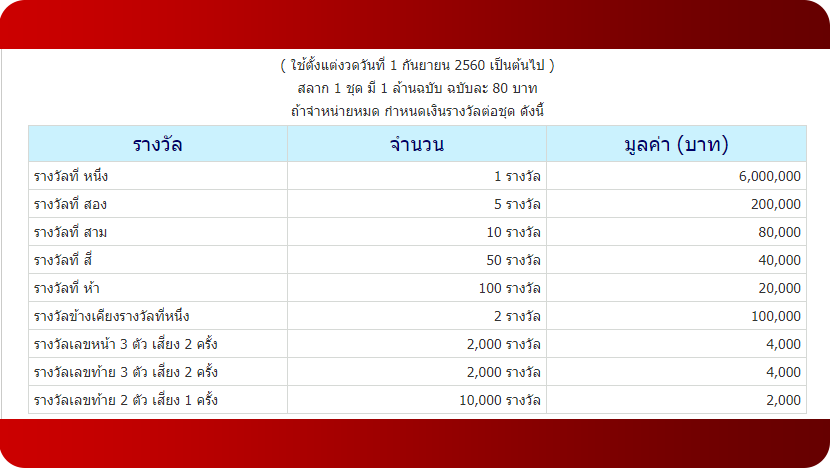 ( ใช้ตั้งแต่งวดวันที่ 1 กันยายน 2560 เป็นต้นไป )
สลาก 1 ชุด มี 1 ล้านฉบับ ฉบับละ 80 บาท
ถ้าจำหน่ายหมด กำหนดเงินรางวัลต่อชุด ดังนี้
รางวัล จำนวน มูลค่า (บาท)
รางวัลที่ หนึ่ง 1 รางวัล 6,000,000
รางวัลที่ สอง 5 รางวัล 200,000
รางวัลที่ สาม 10 รางวัล 80,000
รางวัลที่ สี่ 50 รางวัล 40,000
รางวัลที่ ห้า 100 รางวัล 20,000
รางวัลข้างเคียงรางวัลที่หนึ่ง 2 รางวัล 100,000
รางวัลเลขหน้า 3 ตัว เสี่ยง 2 ครั้ง 2,000 รางวัล 4,000
รางวัลเลขท้าย 3 ตัว เสี่ยง 2 ครั้ง 2,000 รางวัล 4,000
รางวัลเลขท้าย 2 ตัว เสี่ยง 1 ครั้ง 10,000 รางวัล 2,000